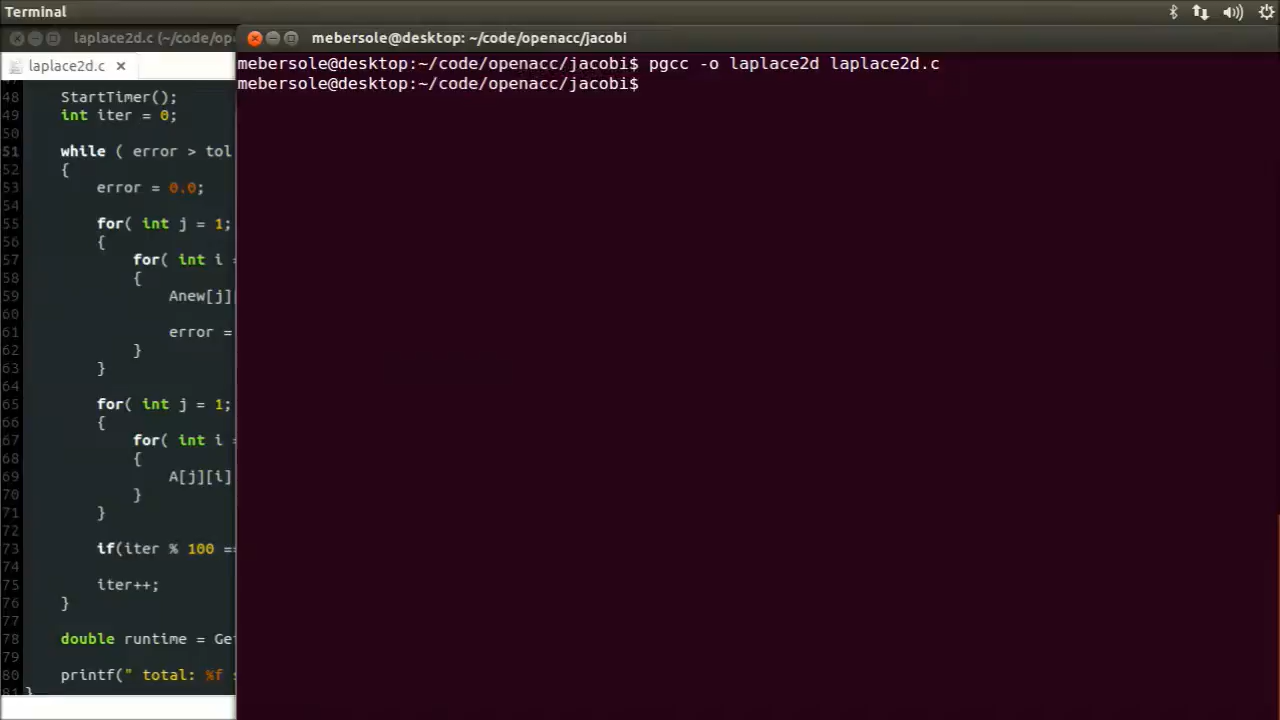 Terminal
laplace2d.c (~/code/op
mebersole@desktop: ~/code/openacc/jacobi
laplace2d.c ×
mebersole@desktop:~/code/openacc/jacobi$ pgcc -o laplace2d laplace2d.c
mebersole@desktop:~/code/openacc/jacobi$
48 StartTimer();
49 int iter = 0;
50
51 while ( error > tol
52 {
53 error = 0.0;
54
55 for( int j = 1;
56 {
57 for( int i =
58 {
59 Anew[j]
60
61 error =
62 }
63 }
64
65 for( int j = 1;
66 {
67 for( int i =
68 {
69 A[j][i]
70 }
71 }
72
73 if(iter % 100 ==
74
75 iter++;
76 }
77
78 double runtime = Ge
79
80 printf(" total: %f s
81 }